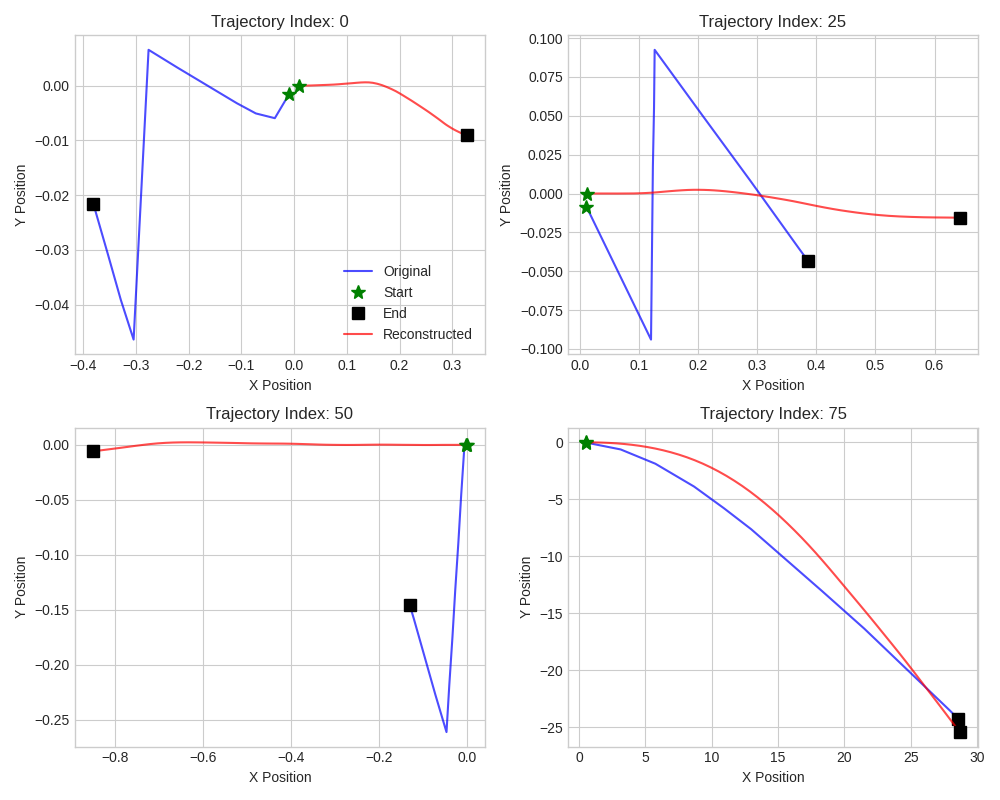 Trajectory Index: 0
0.00
−0.01
−0.02
−0.03
−0.04
Y Position
Original
Start
End
Reconstructed
−0.4 −0.3 −0.2 −0.1 0.0 0.1 0.2 0.3
X Position
Trajectory Index: 25
0.100
0.075
0.050
0.025
0.000
−0.025
−0.050
−0.075
−0.100
Y Position
0.0 0.1 0.2 0.3 0.4 0.5 0.6
X Position
Trajectory Index: 50
0.00
−0.05
−0.10
−0.15
−0.20
−0.25
Y Position
−0.8 −0.6 −0.4 −0.2 0.0
X Position
Trajectory Index: 75
0
−5
−10
−15
−20
−25
Y Position
0 5 10 15 20 25 30
X Position